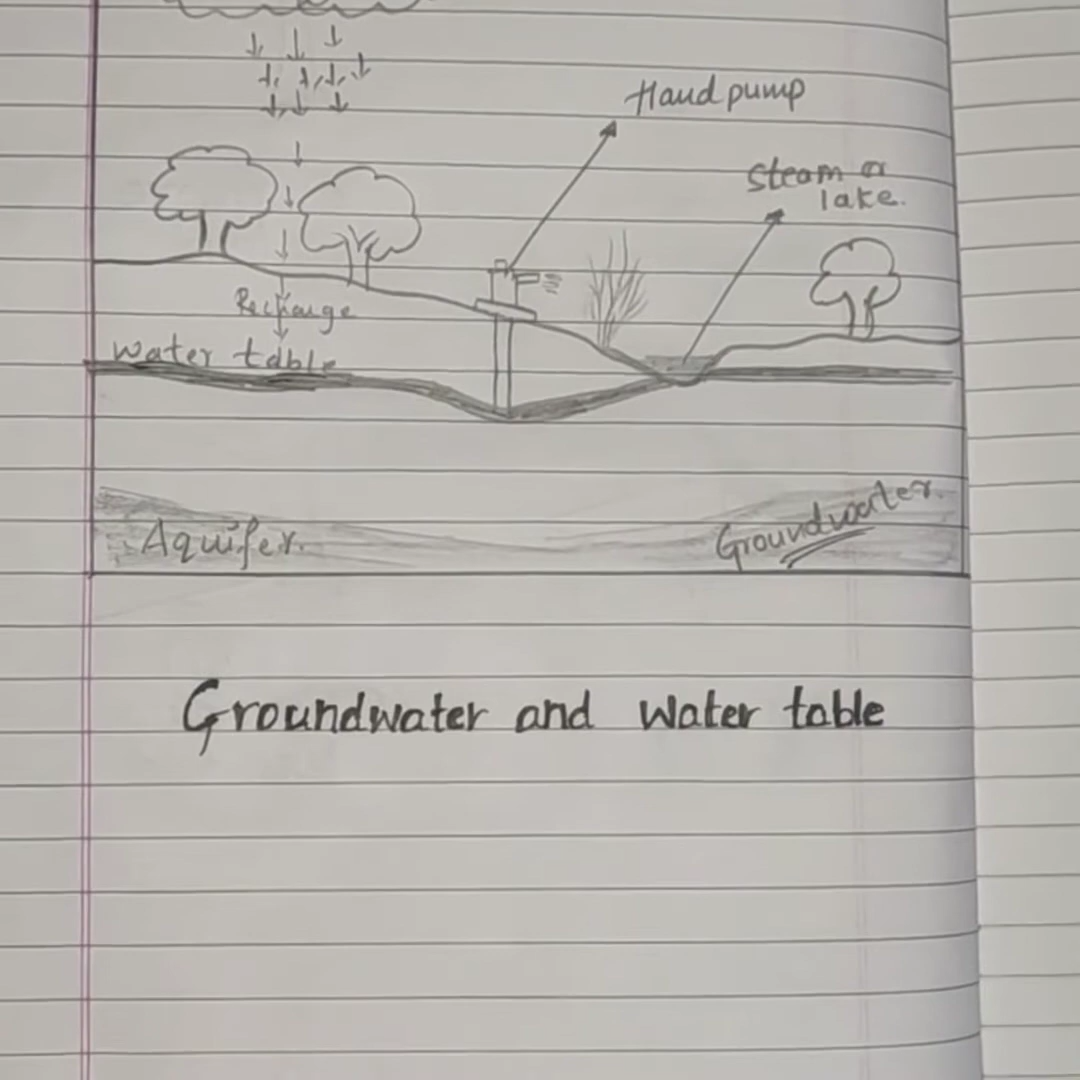 Hand pump
Steam or
lake.
Recharge
Water table
Aquifer.
Groundwater.
Groundwater and Water table